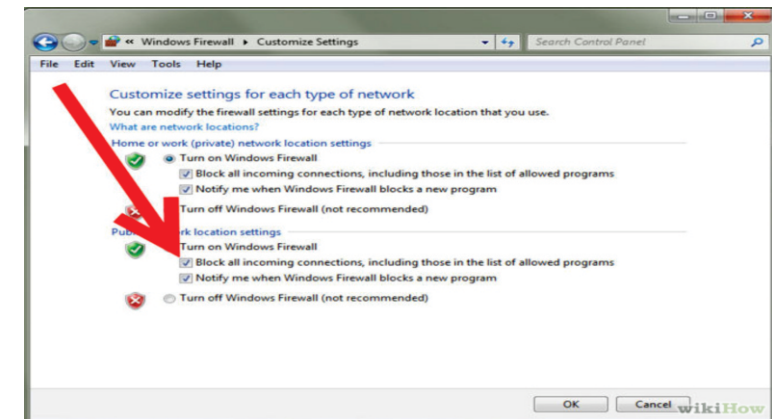 « Windows Firewall ▸ Customize Settings
Search Control Panel
File Edit View Tools Help
Customize settings for each type of network
You can modify the firewall settings for each type of network location that you use.
What are network locations?
Home or work (private) network location settings
Turn on Windows Firewall
Block all incoming connections, including those in the list of allowed programs
Notify me when Windows Firewall blocks a new program
Turn off Windows Firewall (not recommended)
location settings
Turn on Windows Firewall
Block all incoming connections, including those in the list of allowed programs
Notify me when Windows Firewall blocks a new program
Turn off Windows Firewall (not recommended)
OK Cancel
wikiHow